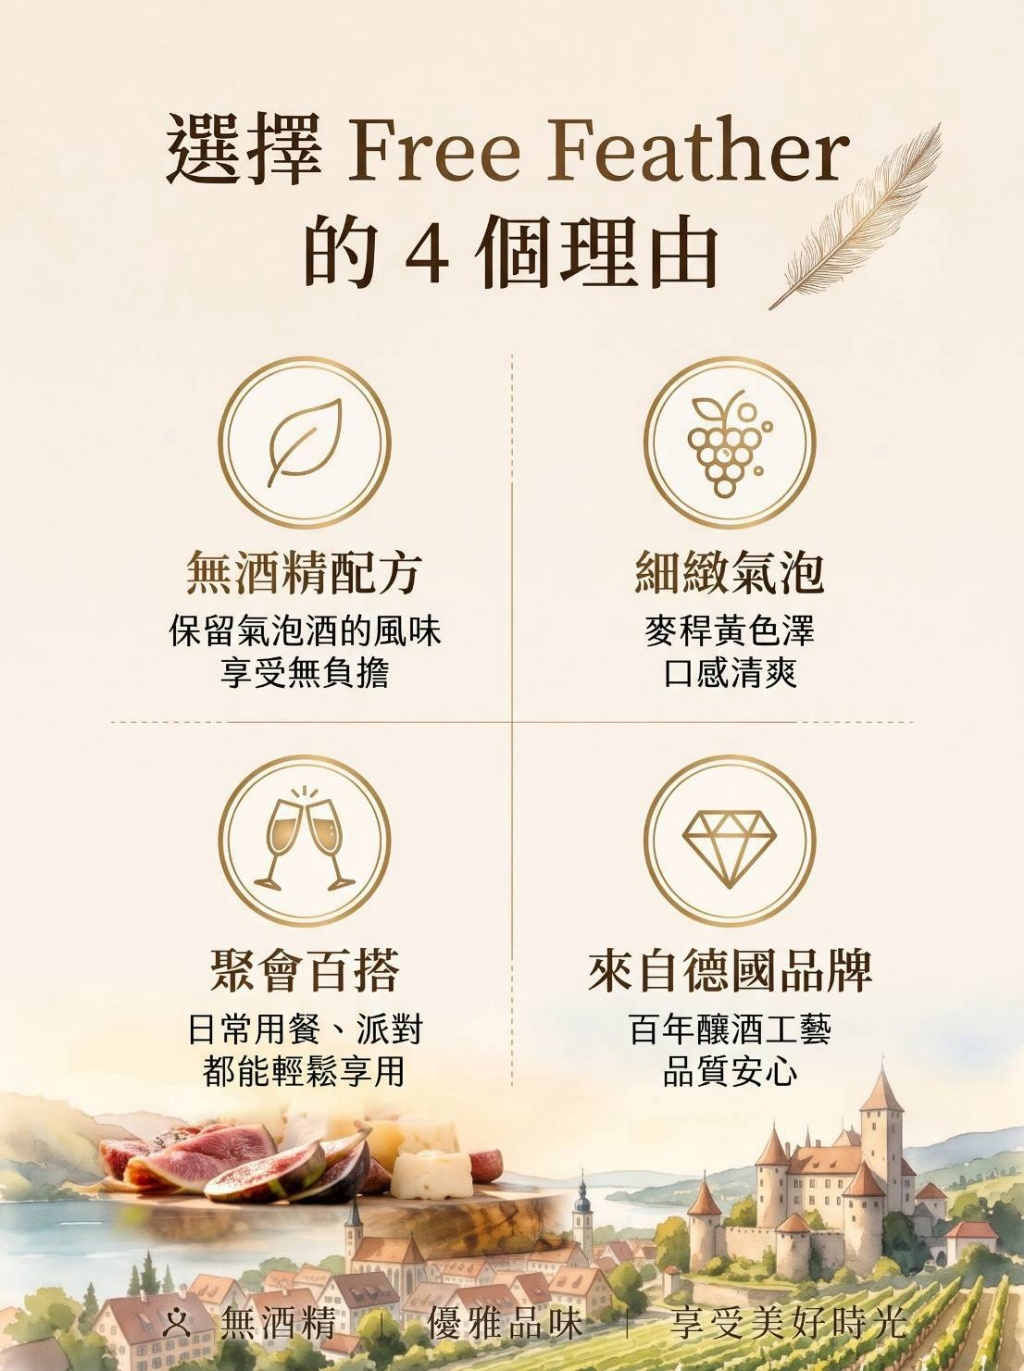 選擇 Free Feather
的 4 個理由
無酒精配方
保留氣泡酒的風味
享受無負擔
細緻氣泡
麥稈黃色澤
口感清爽
聚會百搭
日常用餐、派對
都能輕鬆享用
來自德國品牌
百年釀酒工藝
品質安心
無酒精 | 優雅品味 | 享受美好時光